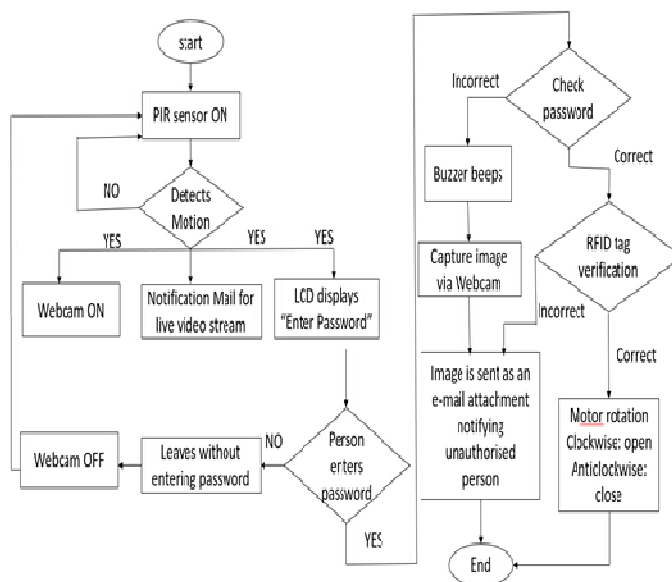 start
PIR sensor ON
NO
Detects
Motion
YES
YES
YES
Webcam ON
Notification Mail for
live video stream
LCD displays
“Enter Password”
Person
enters
password
NO
Leaves without
entering password
Webcam OFF
YES
Check
password
Incorrect
Correct
Buzzer beeps
Capture image
via Webcam
RFID tag
verification
Incorrect
Correct
Image is sent as an
e-mail attachment
notifying
unauthorised
person
Motor rotation
Clockwise: open
Anticlockwise:
close
End